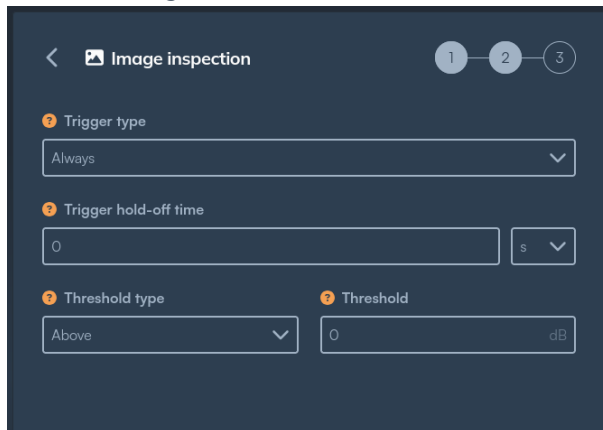 Image inspection
1 2 3
? Trigger type
Always
? Trigger hold-off time
0 s
? Threshold type ? Threshold
Above 0 dB